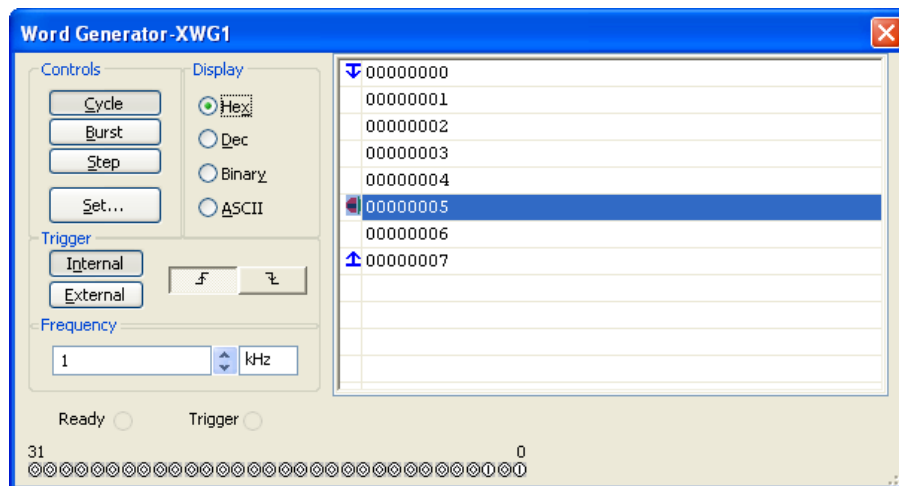 Word Generator-XWG1
Controls
Cycle
Burst
Step
Set...
Display
Hex
Dec
Binary
ASCII
Trigger
Internal
External
Frequency
1
kHz
Ready
Trigger
00000000
00000001
00000002
00000003
00000004
00000005
00000006
00000007
31
0